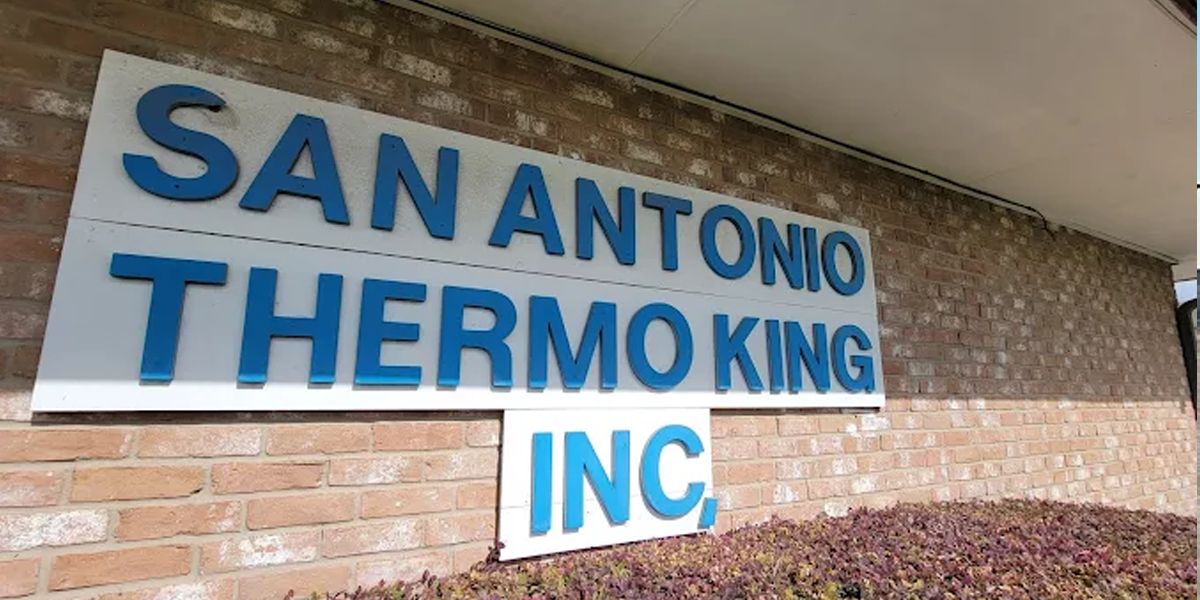 SAN ANTONIO
THERMO KING
INC,